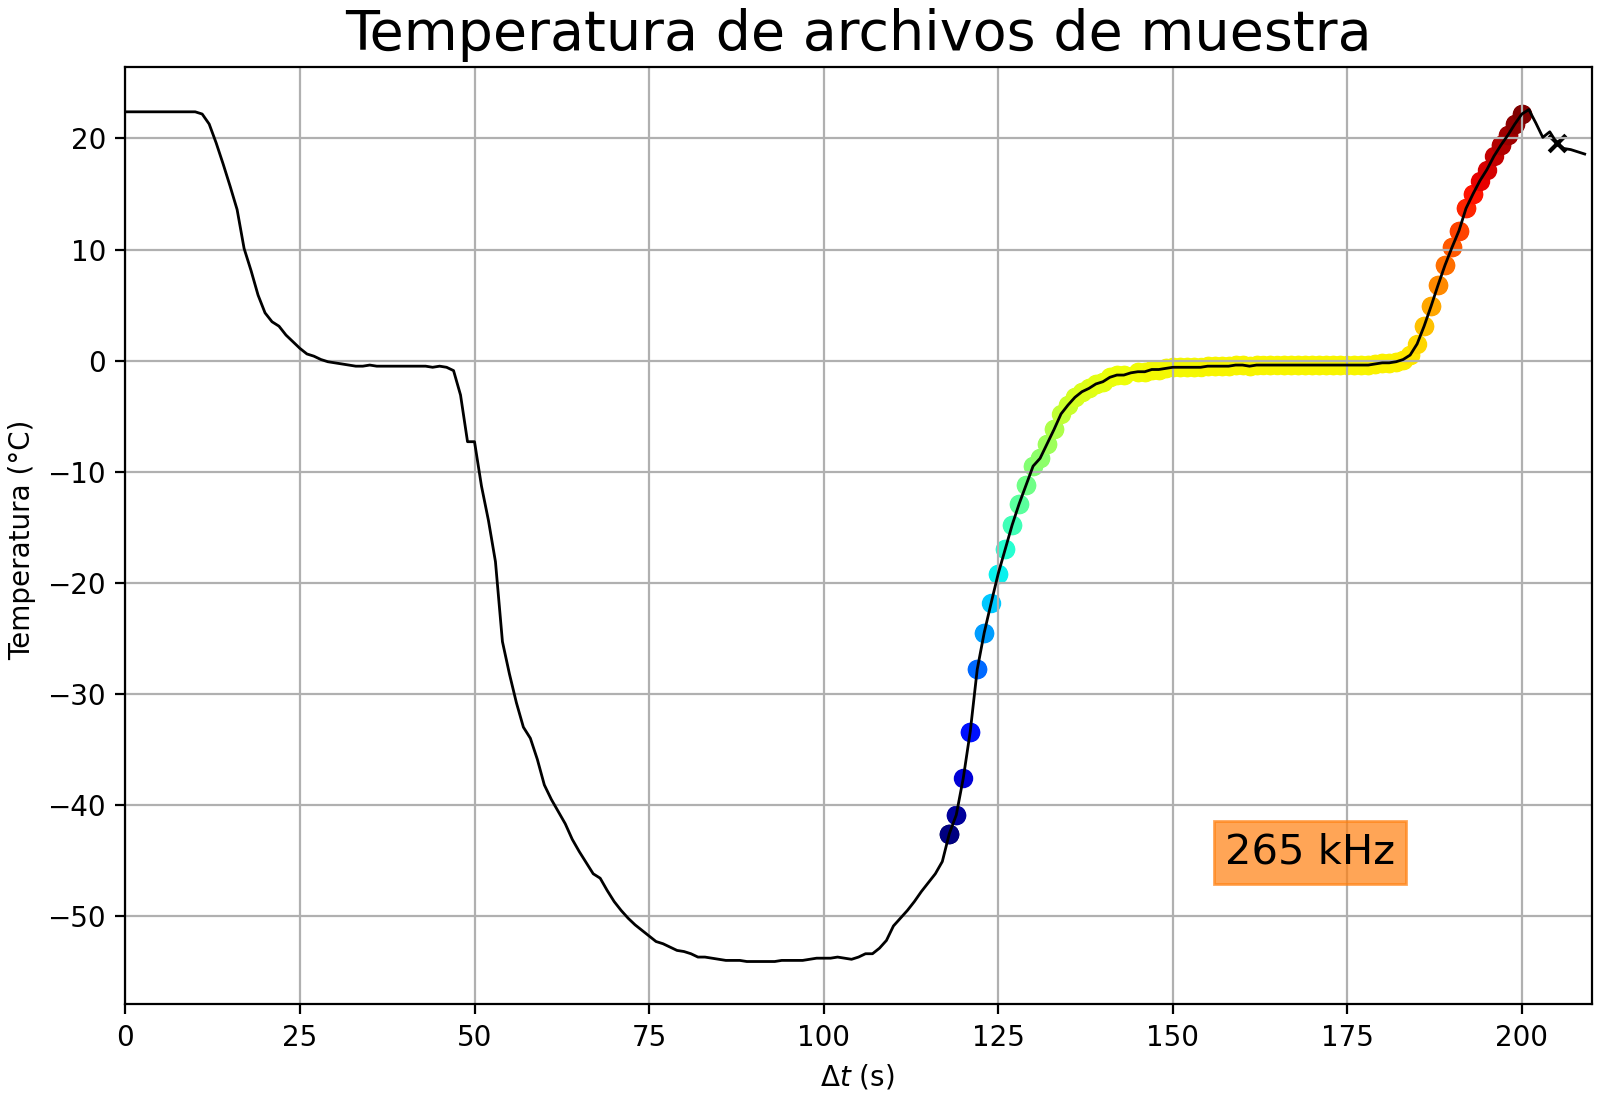 Temperatura de archivos de muestra
Temperatura (°C)
20
10
0
−10
−20
−30
−40
−50
265 kHz
0 25 50 75 100 125 150 175 200
Δt (s)